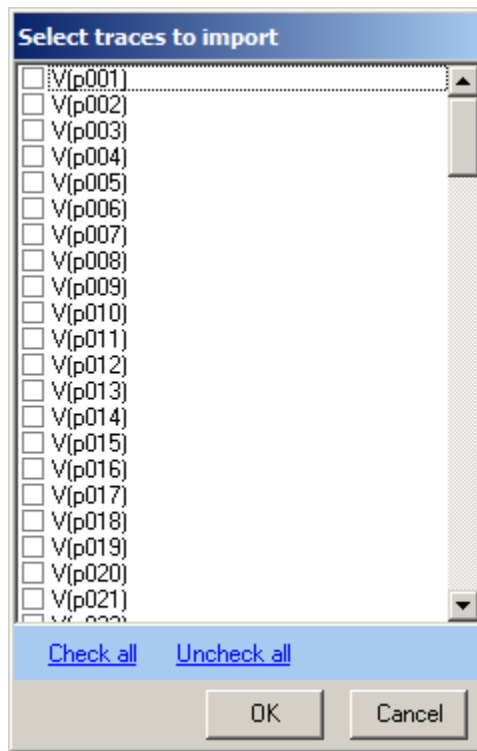 Select traces to import
V(p001)
V(p002)
V(p003)
V(p004)
V(p005)
V(p006)
V(p007)
V(p008)
V(p009)
V(p010)
V(p011)
V(p012)
V(p013)
V(p014)
V(p015)
V(p016)
V(p017)
V(p018)
V(p019)
V(p020)
V(p021)
Check all Uncheck all
OK Cancel